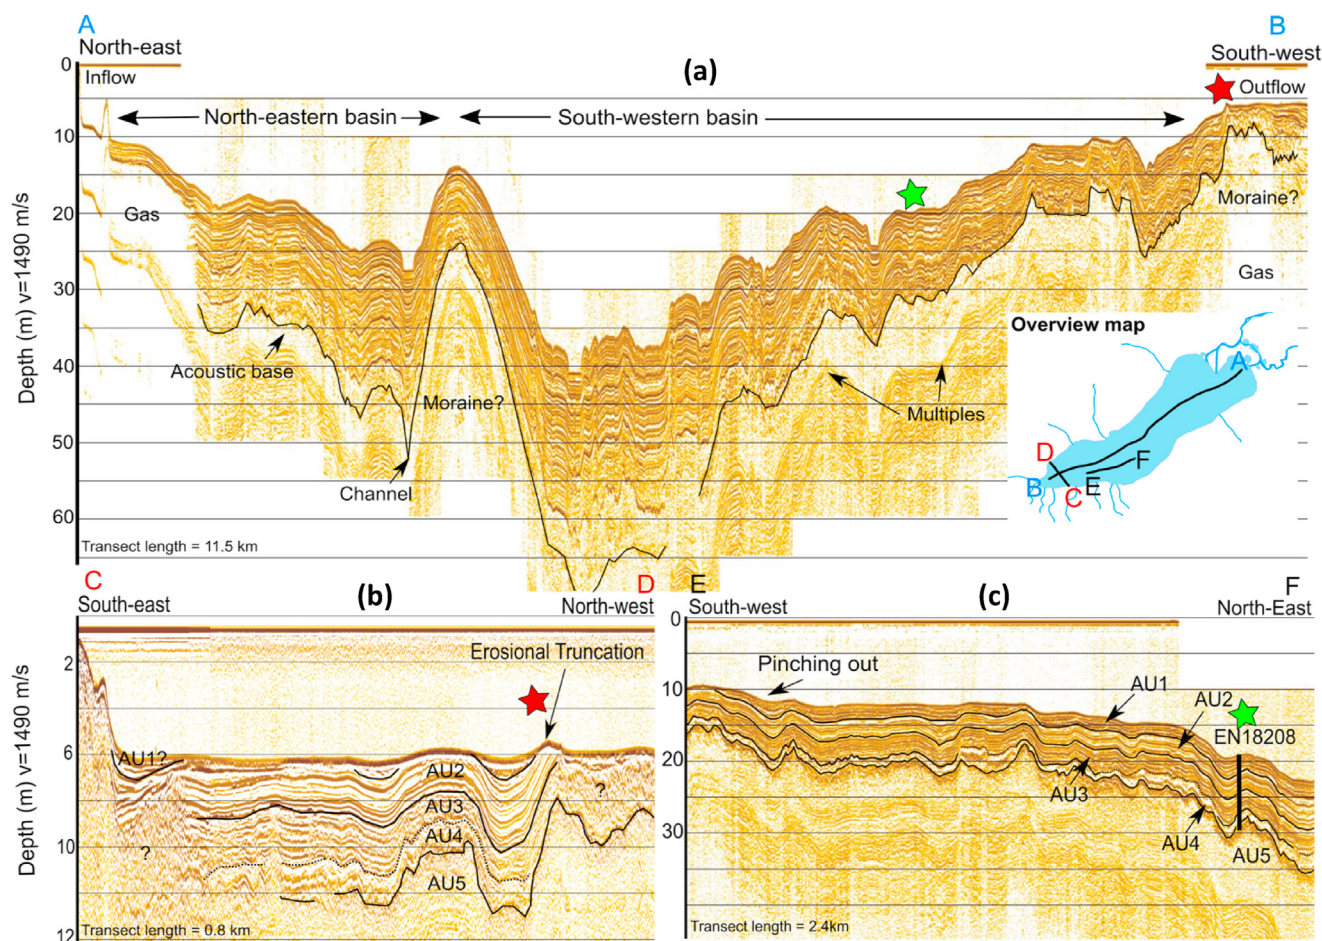 A
B
North-east
(a)
South-west
0
Inflow
Outflow
North-eastern basin
South-western basin
10
Gas
Moraine?
20
Gas
30
Overview map
Acoustic base
A
40
Moraine?
Multiples
D
F
50
Channel
B
C
E
60
Transect length = 11.5 km
Depth (m) v=1490 m/s
C
South-east
(b)
D
North-west
2
Erosional Truncation
6
AU1?
AU2
?
AU3
AU4
10
?
AU5
12
Transect length = 0.8 km
Depth (m) v=1490 m/s
E
South-west
(c)
F
North-East
0
Pinching out
10
AU1
AU2
EN18208
20
AU3
30
AU4
AU5
Transect length = 2.4km